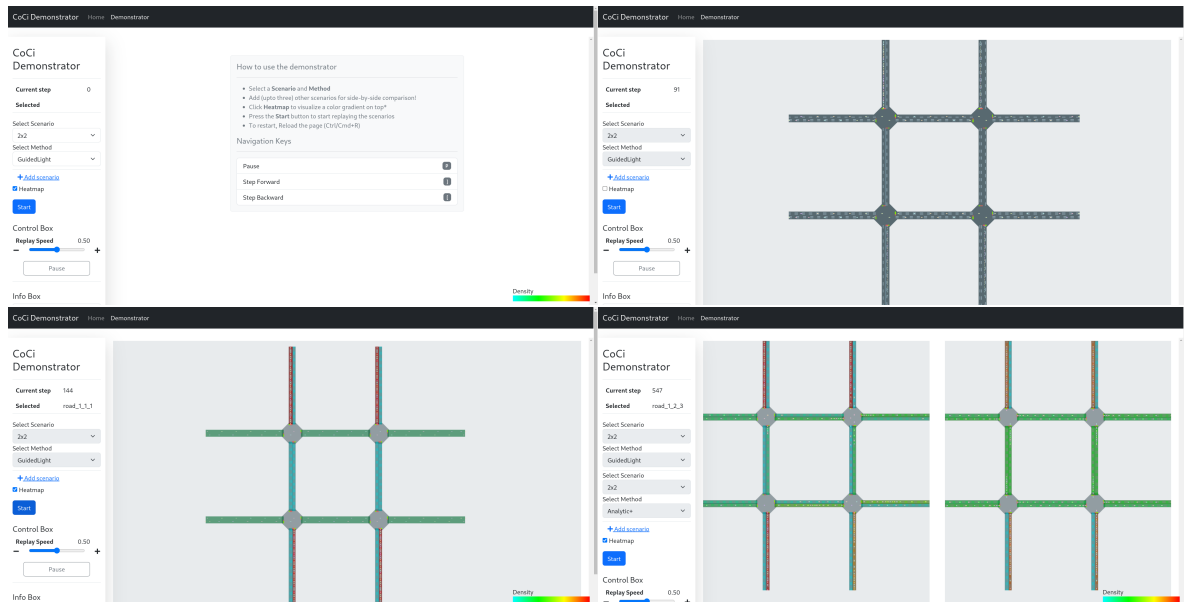 CoCi Demonstrator Home Demonstrator
CoCi
Demonstrator
Current step 0
Selected
Select Scenario
2x2
Select Method
GuidedLight
+ Add scenario
Heatmap
Start
Control Box
Replay Speed 0.50
− +
Pause
Info Box
How to use the demonstrator
Select a Scenario and Method
Add (upto three) other scenarios for side-by-side comparison!
Click Heatmap to visualize a color gradient on top*
Press the Start button to start replaying the scenarios
To restart, Reload the page (Ctrl/Cmd+R)
Navigation Keys
Pause
Step Forward
Step Backward
Density
CoCi Demonstrator Home Demonstrator
CoCi
Demonstrator
Current step 91
Selected
Select Scenario
2x2
Select Method
GuidedLight
+ Add scenario
Heatmap
Start
Control Box
Replay Speed 0.50
− +
Pause
Info Box
CoCi Demonstrator Home Demonstrator
CoCi
Demonstrator
Current step 144
Selected road_1_1_1
Select Scenario
2x2
Select Method
GuidedLight
+ Add scenario
Heatmap
Start
Control Box
Replay Speed 0.50
− +
Pause
Info Box
Density
CoCi Demonstrator Home Demonstrator
CoCi
Demonstrator
Current step 547
Selected road_1_2_3
Select Scenario
2x2
Select Method
GuidedLight
Select Scenario
2x2
Select Method
Analytic+
+ Add scenario
Heatmap
Start
Control Box
Replay Speed 0.50
Density